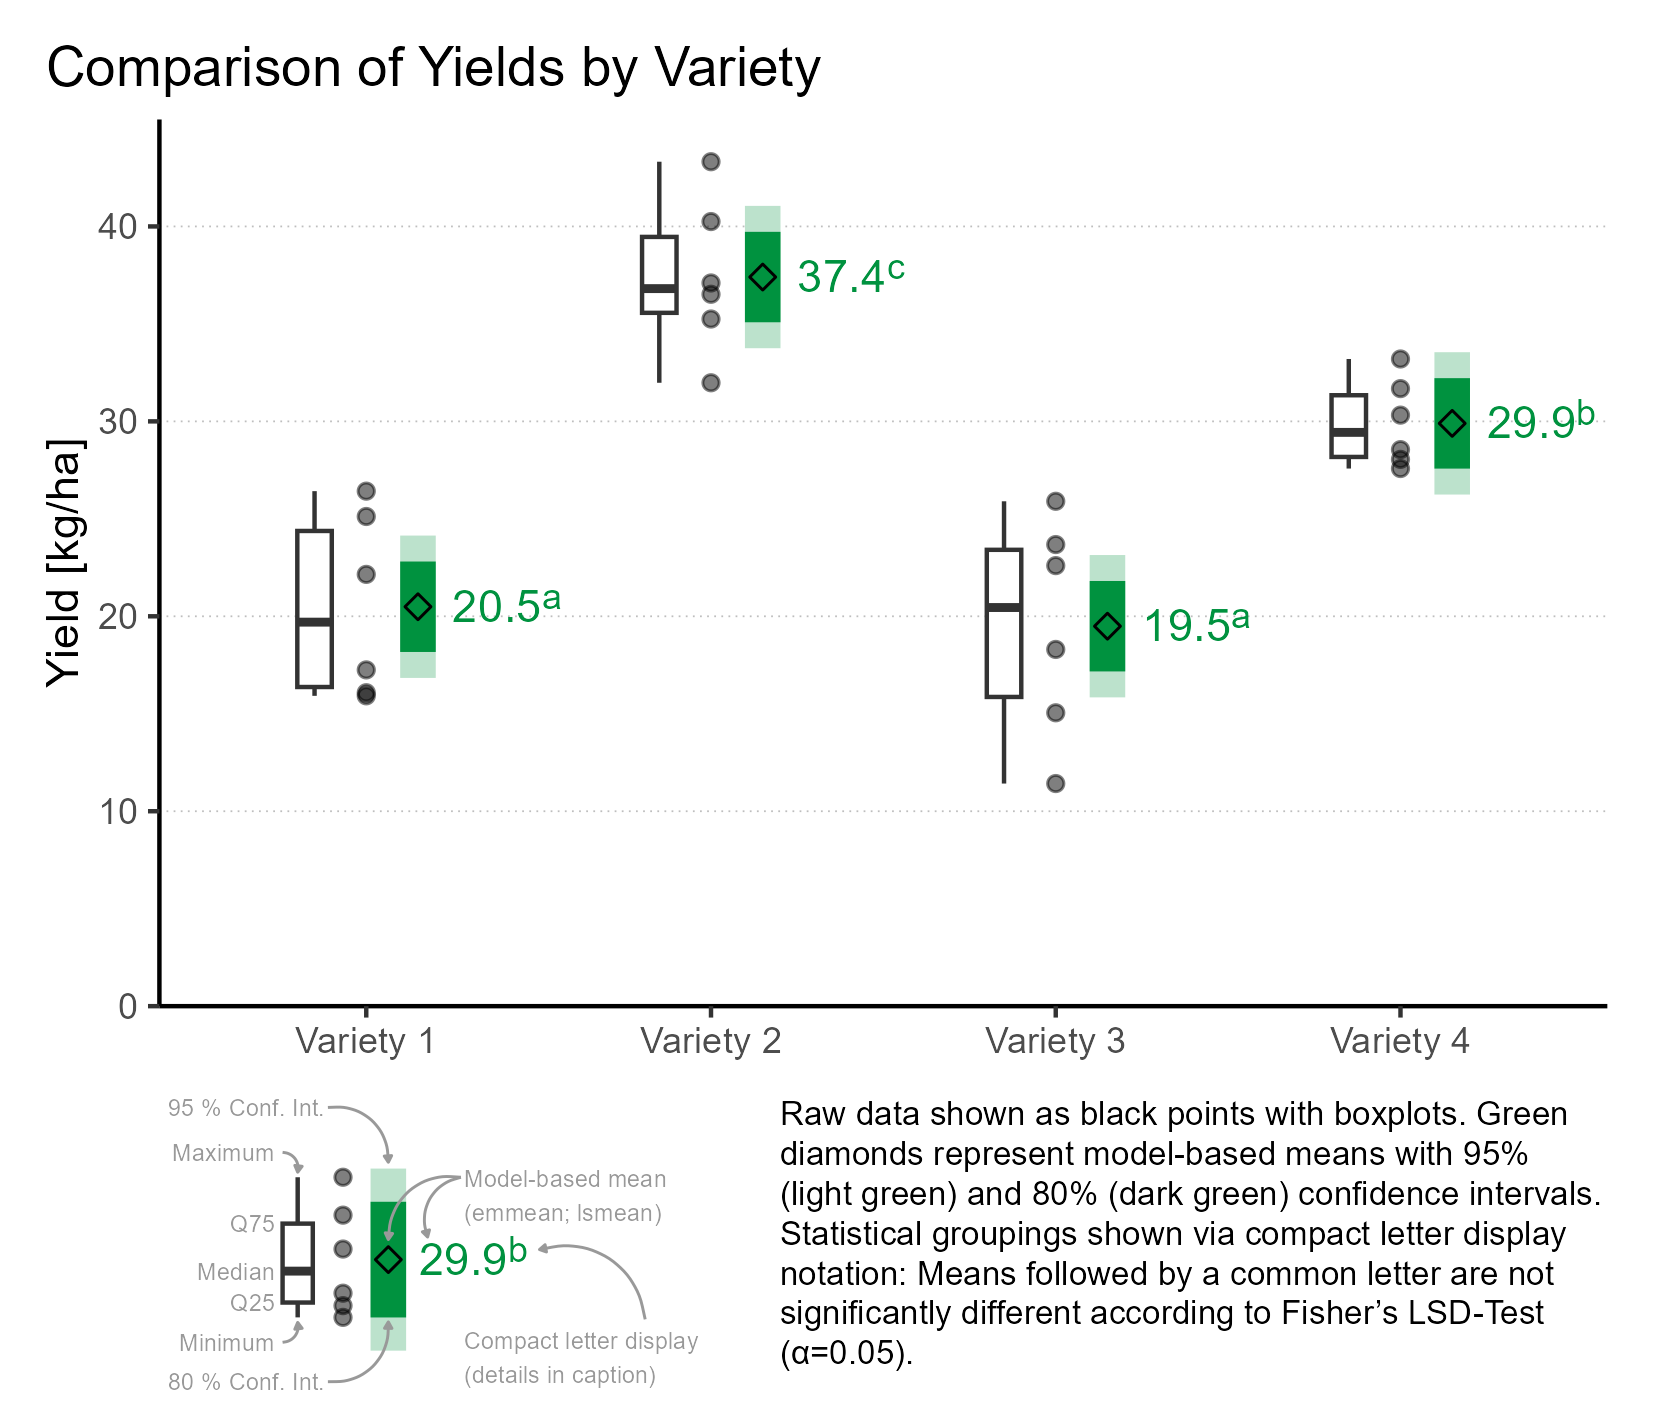 Comparison of Yields by Variety
Yield [kg/ha]
40
30
20
10
0
20.5a
37.4c
19.5a
29.9b
Variety 1
Variety 2
Variety 3
Variety 4
95 % Conf. Int.
Maximum
Q75
Median
Q25
Minimum
80 % Conf. Int.
Model-based mean
(emmean; lsmean)
29.9b
Compact letter display
(details in caption)
Raw data shown as black points with boxplots. Green
diamonds represent model-based means with 95%
(light green) and 80% (dark green) confidence intervals.
Statistical groupings shown via compact letter display
notation: Means followed by a common letter are not
significantly different according to Fisher’s LSD-Test
(α=0.05).